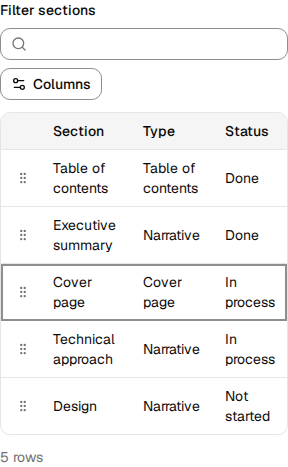 Filter sections
Columns
Section Type Status
Table of contents Table of contents Done
Executive summary Narrative Done
Cover page Cover page In process
Technical approach Narrative In process
Design Narrative Not started
5 rows